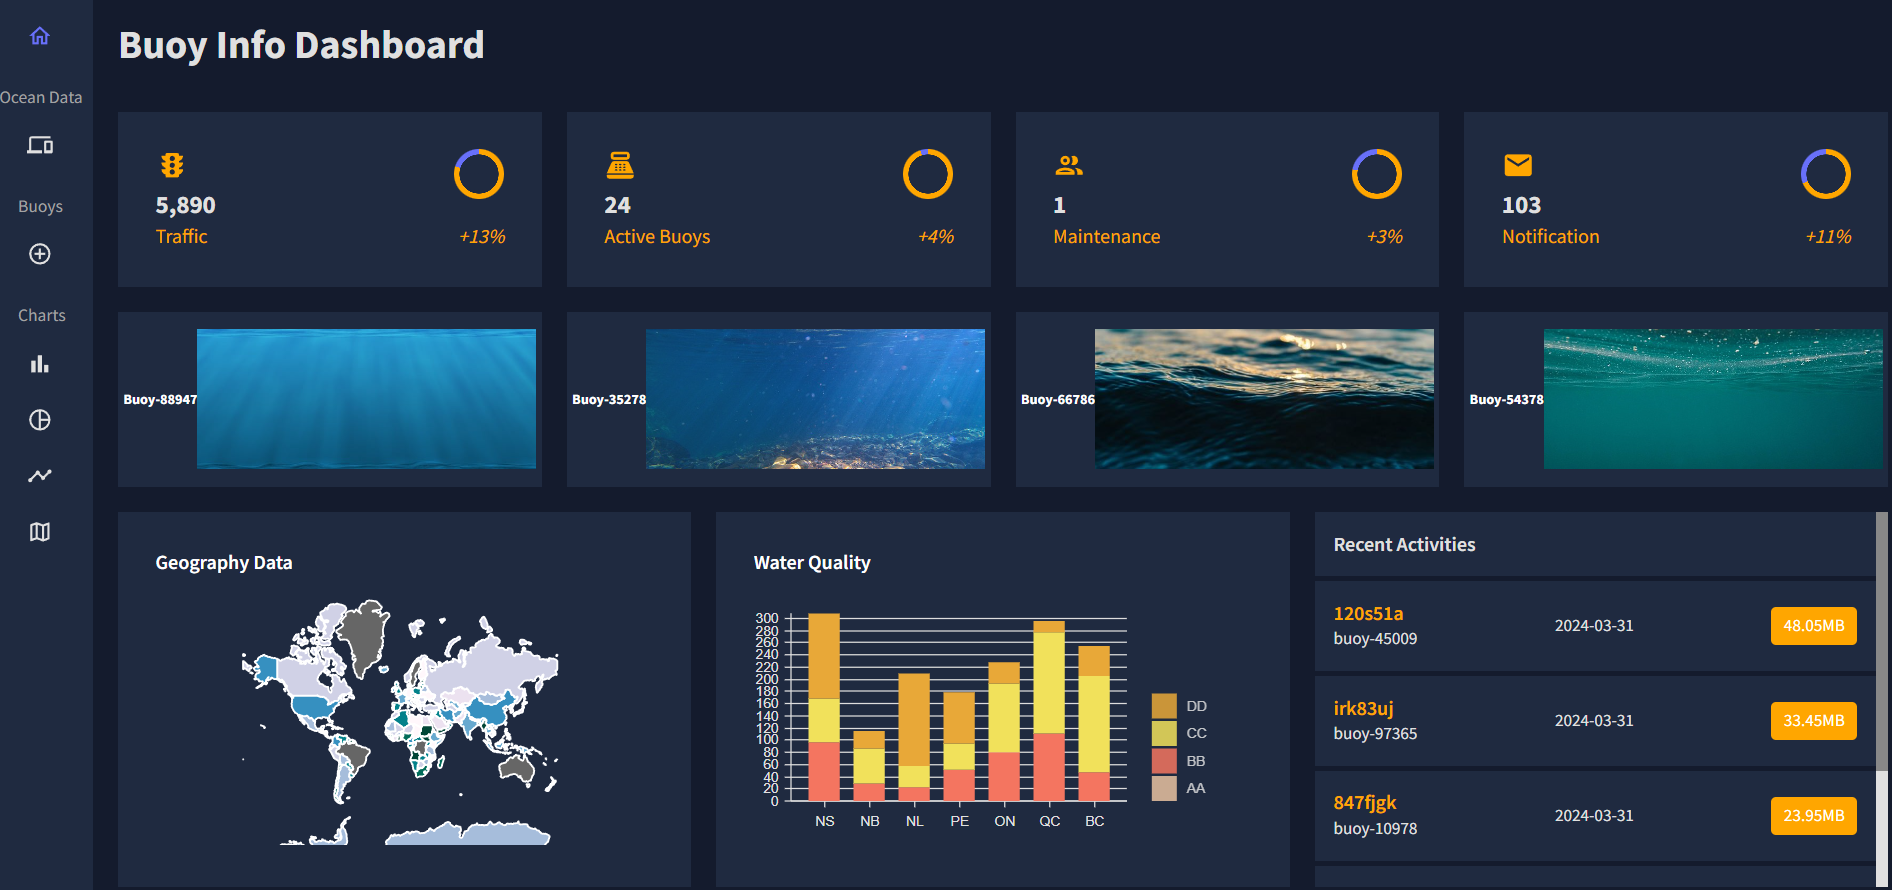 Buoy Info Dashboard
Ocean Data
Buoys
Charts
5,890
Traffic
+13%
24
Active Buoys
+4%
1
Maintenance
+3%
103
Notification
+11%
Buoy-88947
Buoy-35278
Buoy-66786
Buoy-54378
Geography Data
Water Quality
300
280
260
240
220
200
180
160
140
120
100
80
60
40
20
0
NS NB NL PE ON QC BC
DD
CC
BB
AA
Recent Activities
120s51a
buoy-45009
2024-03-31
48.05MB
irk83uj
buoy-97365
2024-03-31
33.45MB
847fjgk
buoy-10978
2024-03-31
23.95MB